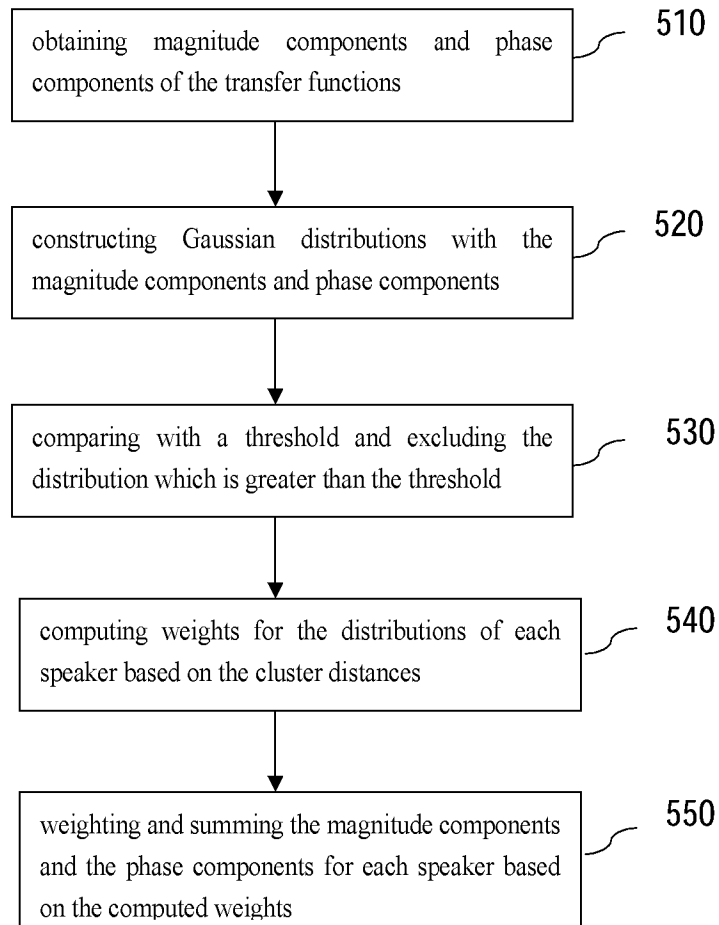 510
obtaining magnitude components and phase
components of the transfer functions
520
constructing Gaussian distributions with the
magnitude components and phase components
530
comparing with a threshold and excluding the
distribution which is greater than the threshold
540
computing weights for the distributions of each
speaker based on the cluster distances
550
weighting and summing the magnitude components
and the phase components for each speaker based
on the computed weights